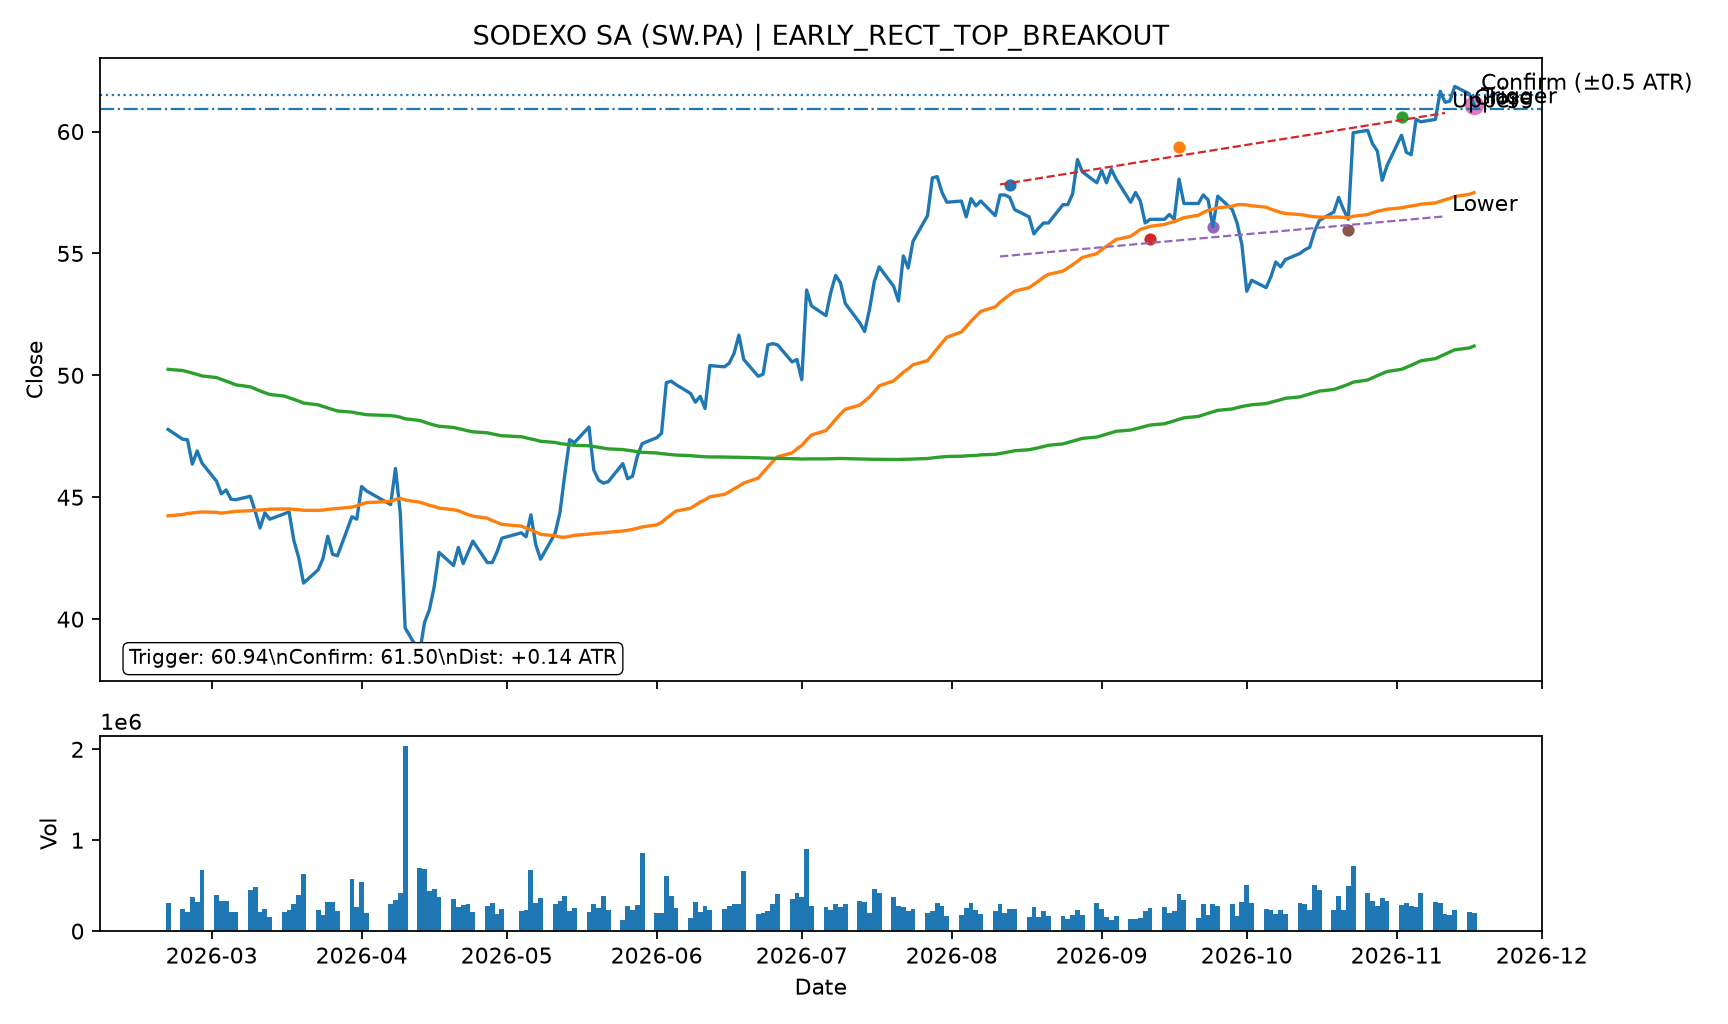 SODEXO SA (SW.PA) | EARLY_RECT_TOP_BREAKOUT
Confirm (±0.5 ATR)
Trigger
Upper
Lower
60
55
50
45
40
Close
Trigger: 60.94\nConfirm: 61.50\nDist: +0.14 ATR
1e6
2
1
0
Vol
2026-03
2026-04
2026-05
2026-06
2026-07
2026-08
2026-09
2026-10
2026-11
2026-12
Date